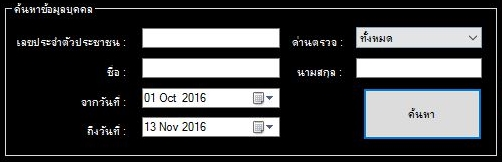 ค้นหาข้อมูลบุคคล
เลขประจำตัวประชาชน : ด่านตรวจ : ทั้งหมด
ชื่อ : นามสกุล :
จากวันที่ : 01 Oct 2016
ถึงวันที่ : 13 Nov 2016
ค้นหา